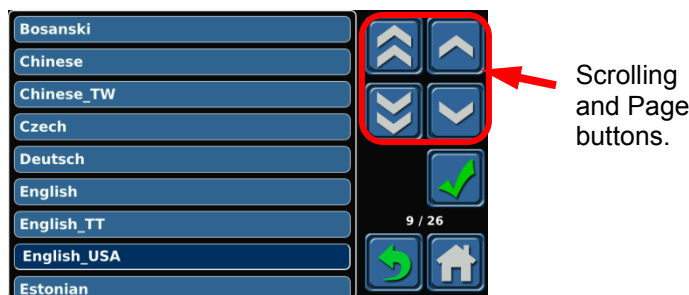 Bosanski
Chinese
Chinese_TW
Czech
Deutsch
English
English_TT
English_USA
Estonian
9 / 26
Scrolling
and Page
buttons.